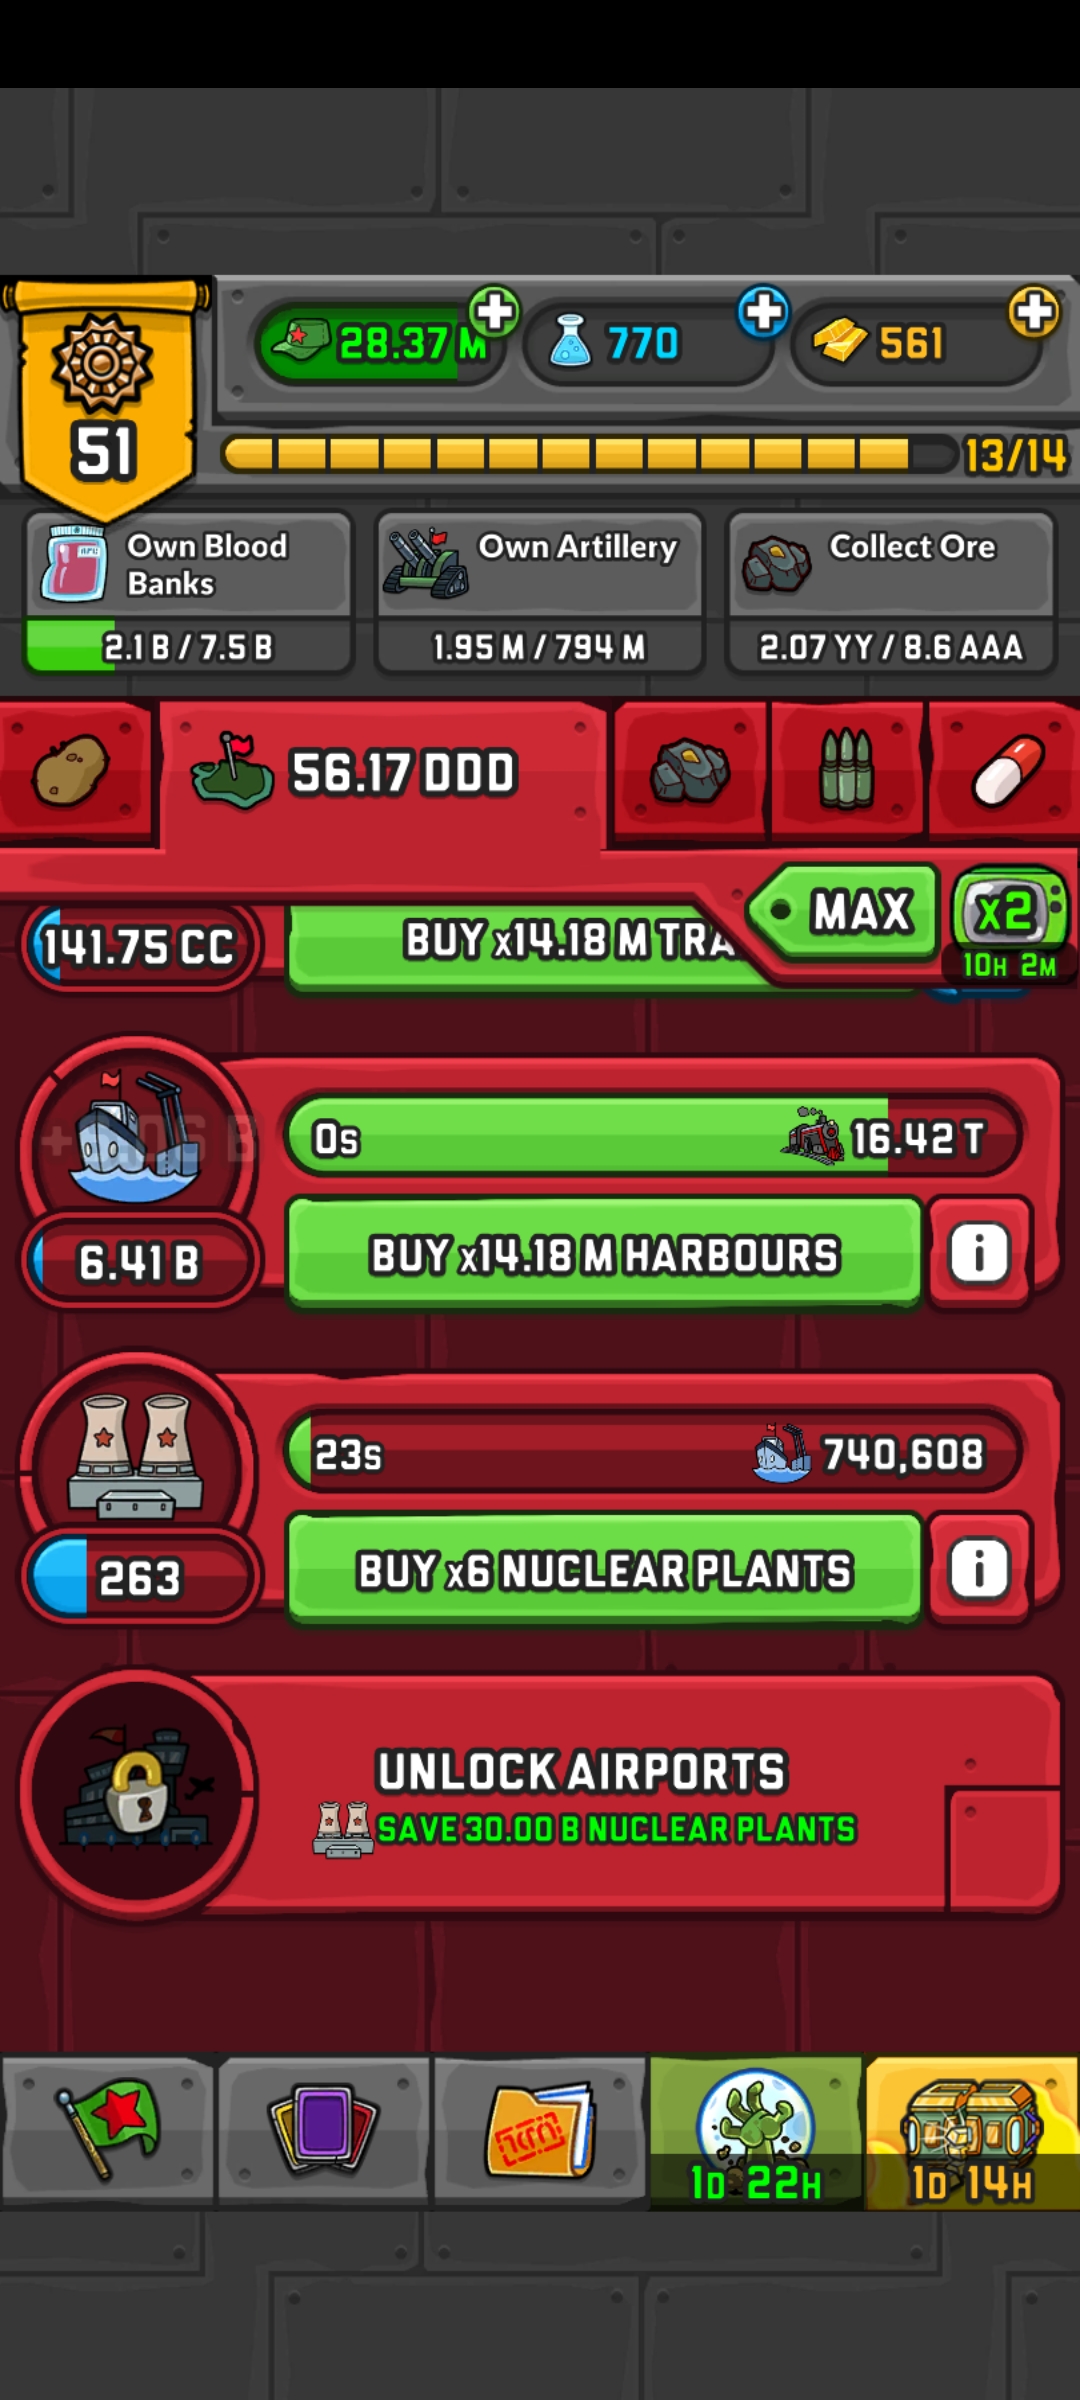 28.37 M
770
561
51
13/14
Own Blood
Banks
2.1 B / 7.5 B
Own Artillery
1.95 M / 794 M
Collect Ore
2.07 YY / 8.6 AAA
56.17 DDD
MAX
x2
10H 2M
141.75 CC
BUY x14.18 M TRA
0s
16.42 T
6.41 B
BUY x14.18 M HARBOURS
i
23s
740,608
263
BUY x6 NUCLEAR PLANTS
i
UNLOCK AIRPORTS
SAVE 30.00 B NUCLEAR PLANTS
1D 22H
1D 14H